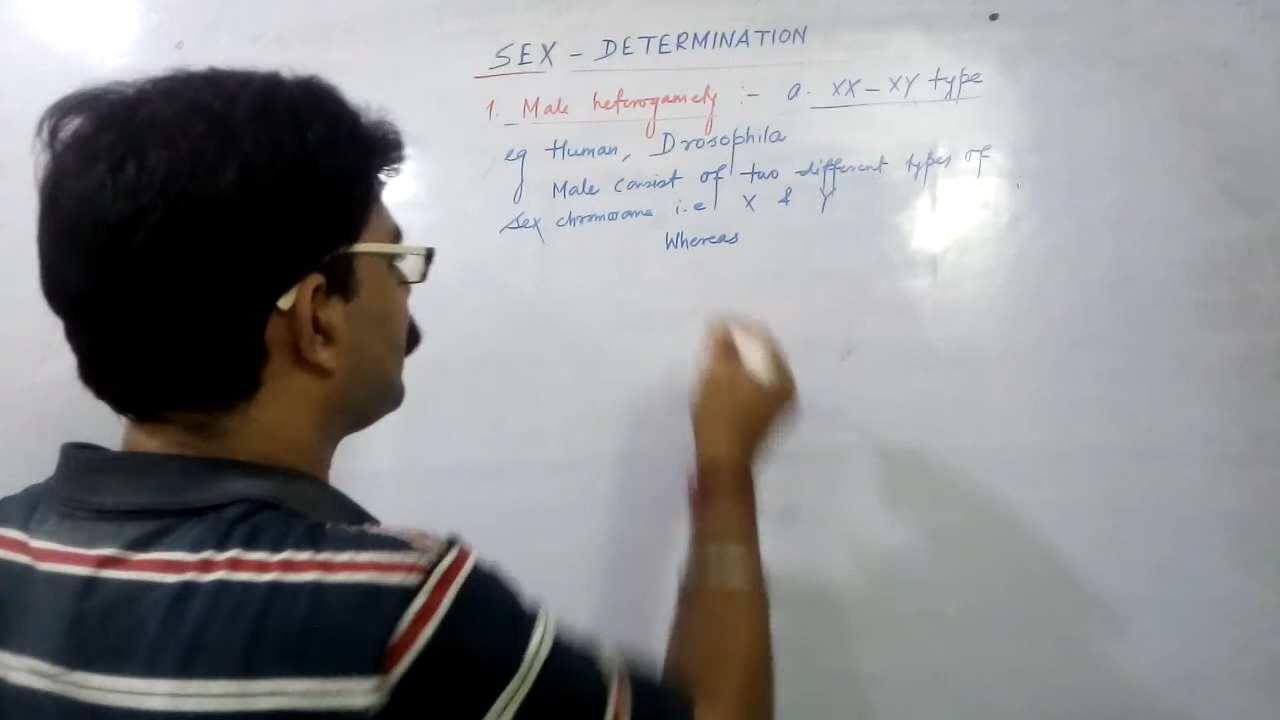 SEX - DETERMINATION
1. Male heterogamety :- a. XX - XY type
eg Human, Drosophila
Male consist of two different types of
sex chromosome i.e X & Y
Whereas